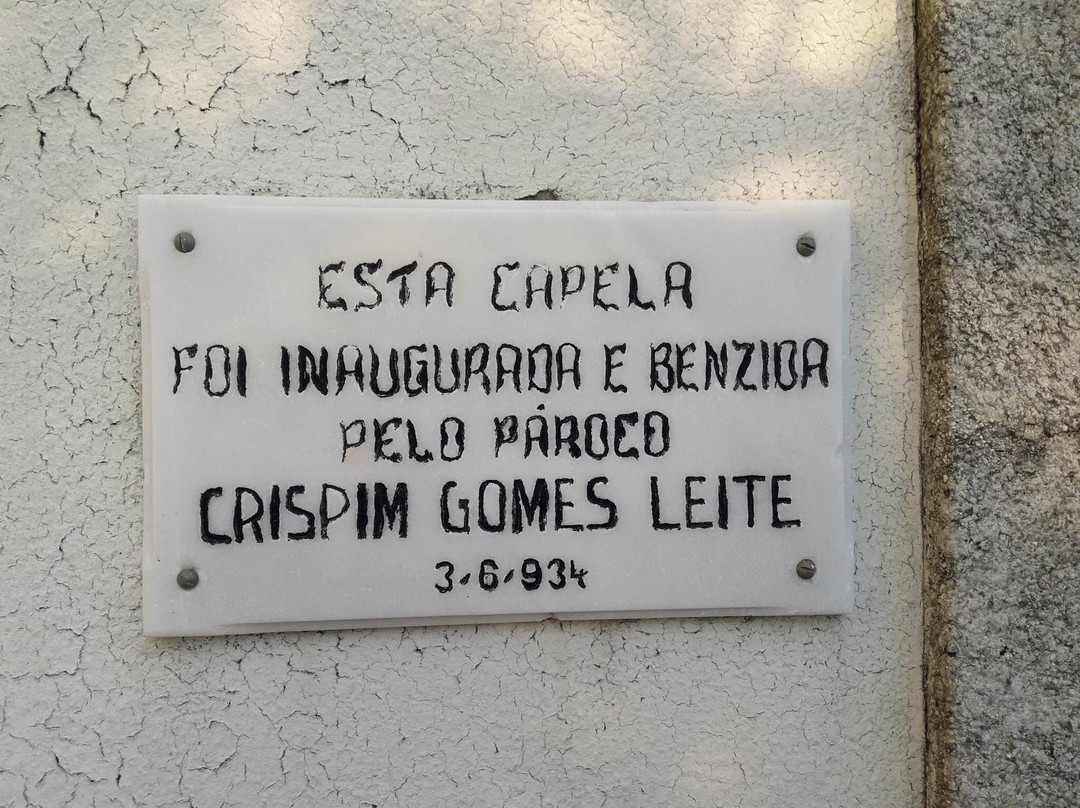 ESTA CAPELA
FOI INAUGURADA E BENZIDA
PELO PÁROCO
CRISPIM GOMES LEITE
3-6-934